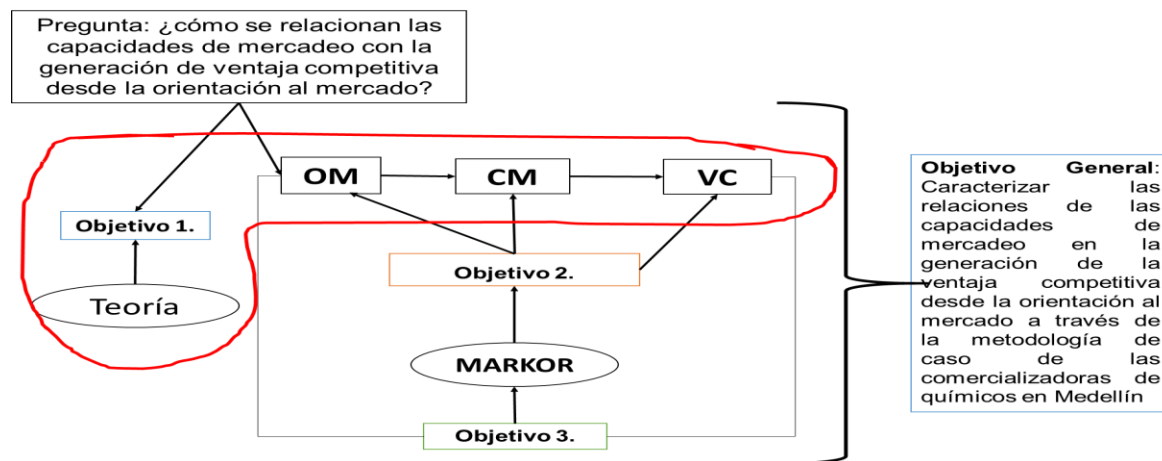 Pregunta: ¿cómo se relacionan las
capacidades de mercadeo con la
generación de ventaja competitiva
desde la orientación al mercado?
OM
CM
VC
Objetivo 1.
Teoría
Objetivo 2.
MARKOR
Objetivo 3.
Objetivo General:
Caracterizar las
relaciones de las
capacidades de
mercadeo en la
generación de la
ventaja competitiva
desde la orientación al
mercado a través de
la metodología de
caso de las
comercializadoras de
químicos en Medellín